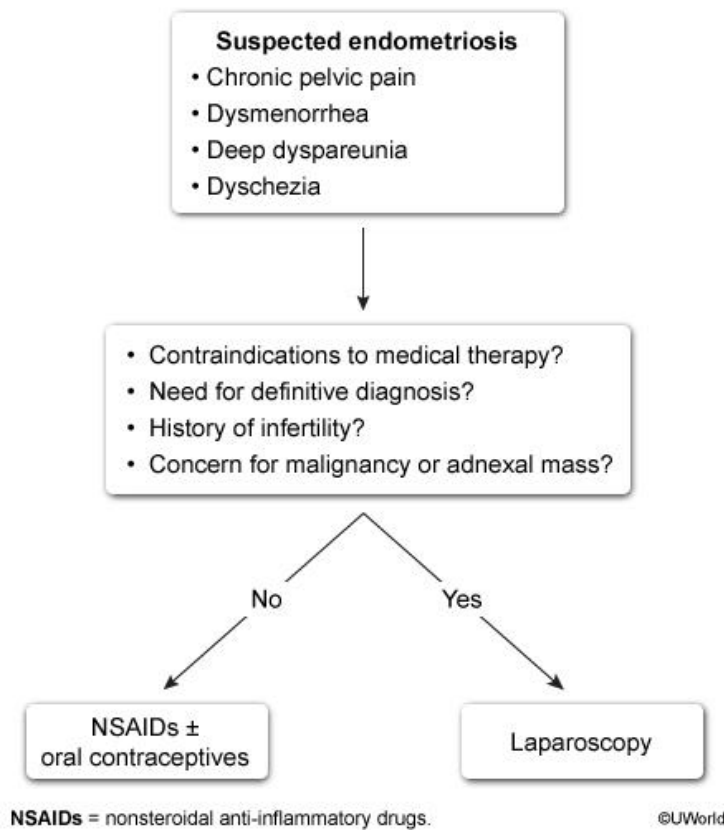 Suspected endometriosis
• Chronic pelvic pain
• Dysmenorrhea
• Deep dyspareunia
• Dyschezia
• Contraindications to medical therapy?
• Need for definitive diagnosis?
• History of infertility?
• Concern for malignancy or adnexal mass?
No
Yes
NSAIDs ±
oral contraceptives
Laparoscopy
NSAIDs = nonsteroidal anti-inflammatory drugs.
©UWorld